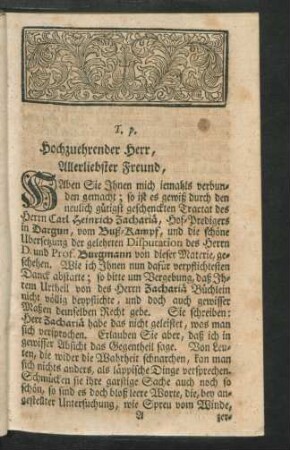 T. p.
Hochzuehrender Herr,
Allerliebster Freund,
HAben Sie Ihnen mich jemahls verbun-
den gemacht; so ist es gewiß durch den
neulich gütigst geschenckten Tractat des
Herrn Carl Heinrich Zachariä, Hof-Predigers
in Dargun, vom Buß-Kampf, und die schöne
Ubersetzung der gelehrten Disputation des Herrn
D. und Prof. Burgmann von dieser Materie, ge-
schehen. Wie ich Ihnen nun dafür verpflichtesten
Danck abstatte; so bitte um Vergebung, daß Ih-
rem Urtheil von des Herrn Zachariä Büchlein
nicht völlig beypflichte, und doch auch gewisser
Maßen demselben Recht gebe. Sie schreiben:
Herr Zachariä habe das nicht geleistet, was man
sich versprochen. Erlauben Sie aber, daß ich in
gewisser Absicht das Gegentheil sage. Von Leu-
ten, die wider die Wahrheit schnarchen, kan man
sich nichts anders, als läppische Dinge versprechen.
Schmücken sie ihre garstige Sache auch noch so
schön, so sind es doch bloß leere Worte, die, bey an-
gestellter Untersuchung, wie Spreu vom Winde,
A zer-